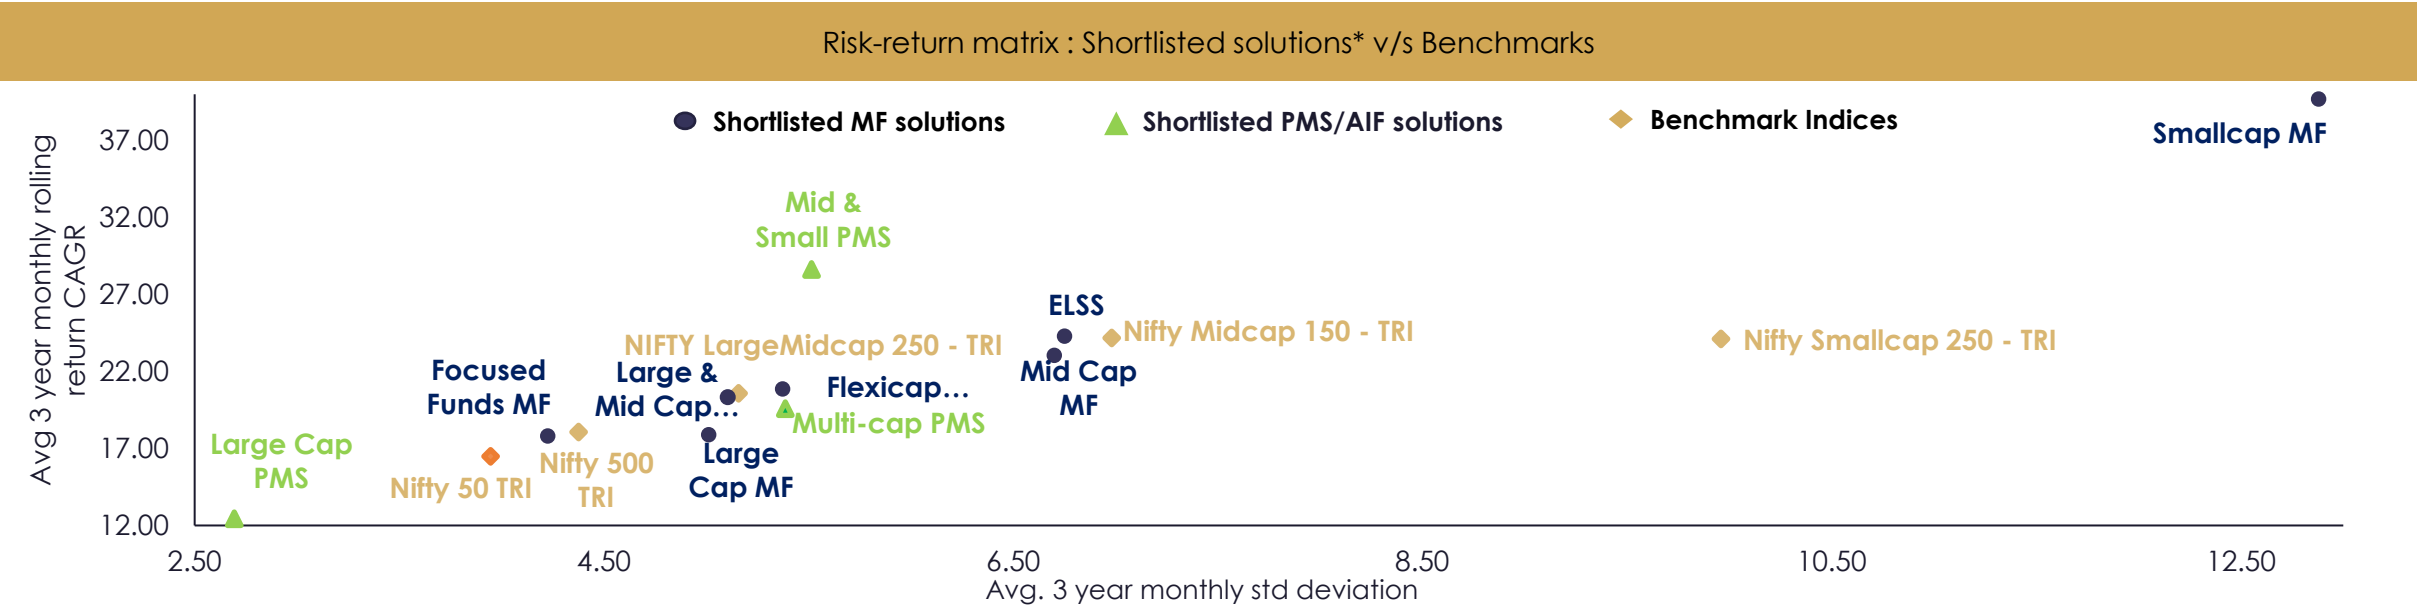 Risk-return matrix : Shortlisted solutions* v/s Benchmarks
Shortlisted MF solutions
Shortlisted PMS/AIF solutions
Benchmark Indices
Avg 3 year monthly rolling
return CAGR
37.00
32.00
27.00
22.00
17.00
12.00
Smallcap MF
Mid &
Small PMS
ELSS
Nifty Midcap 150 - TRI
Nifty Smallcap 250 - TRI
NIFTY LargeMidcap 250 - TRI
Focused
Funds MF
Large &
Mid Cap...
Flexicap...
Mid Cap
MF
Multi-cap PMS
Large Cap
PMS
Nifty 50 TRI
Nifty 500
TRI
Large
Cap MF
2.50
4.50
6.50
8.50
10.50
12.50
Avg. 3 year monthly std deviation